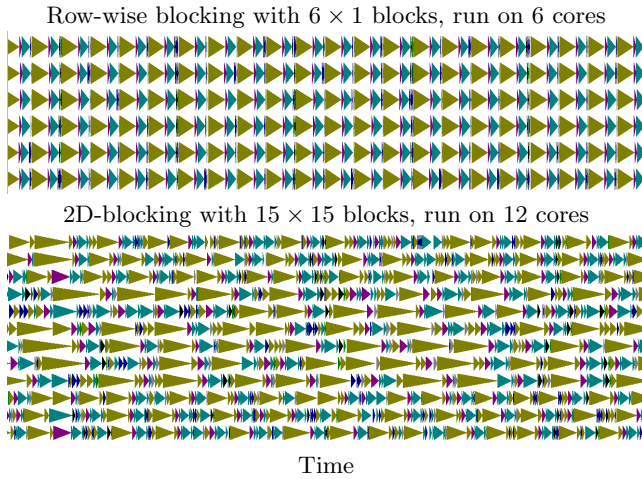 Row-wise blocking with 6 × 1 blocks, run on 6 cores
2D-blocking with 15 × 15 blocks, run on 12 cores
Time